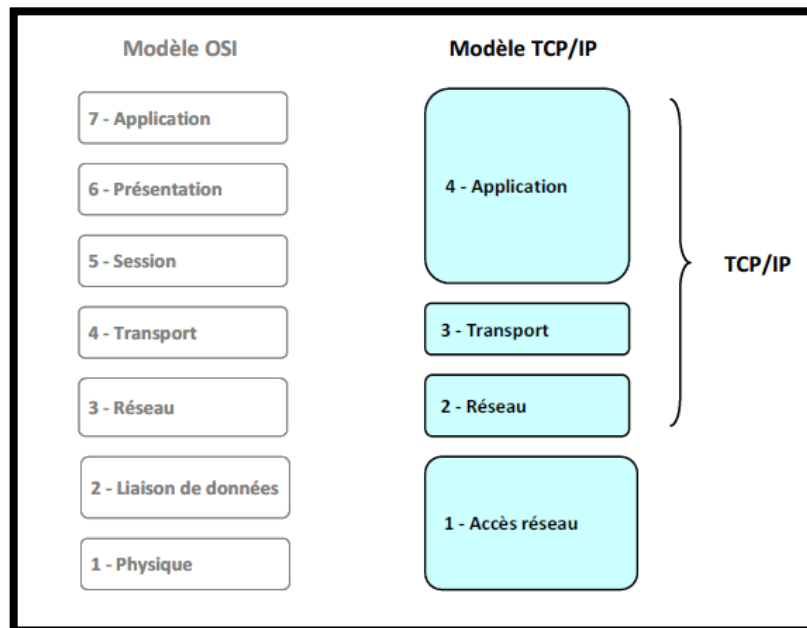 Modèle OSI
Modèle TCP/IP
7 - Application
6 - Présentation
5 - Session
4 - Transport
3 - Réseau
2 - Liaison de données
1 - Physique
4 - Application
3 - Transport
2 - Réseau
1 - Accès réseau
TCP/IP